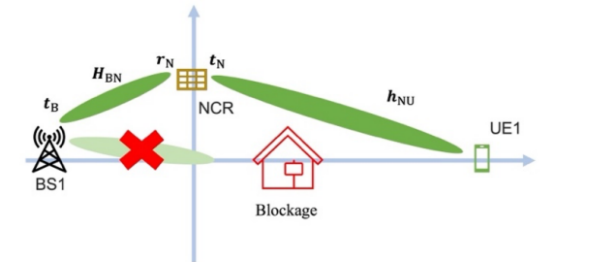 r_N t_N
H_BN
h_NU
t_B
NCR
UE1
BS1
Blockage